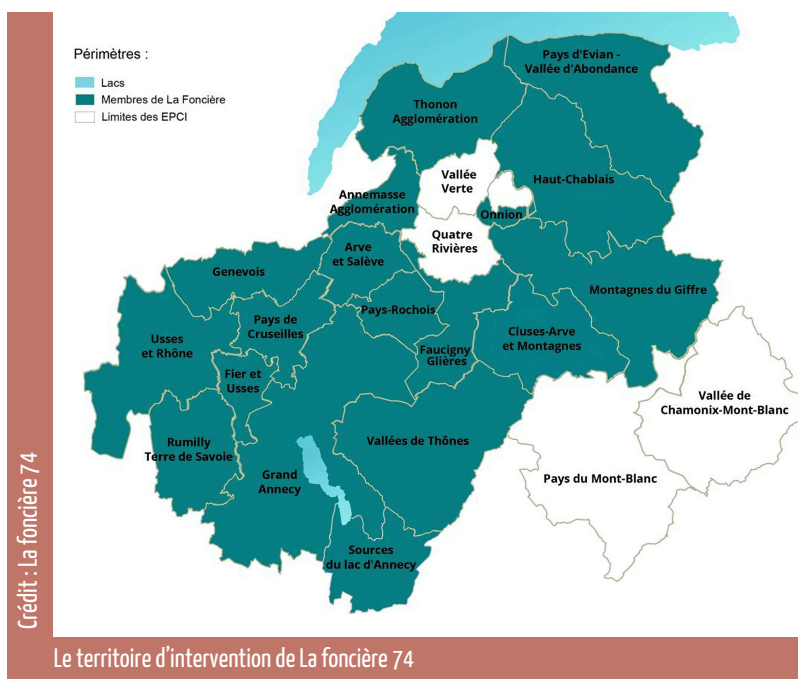 Périmètres :
Lacs
Membres de La Foncière
Limites des EPCI
Pays d'Evian -
Vallée d'Abondance
Thonon
Agglomération
Vallée
Verte
Haut-Chablais
Annemasse
Agglomération
Onnion
Quatre
Rivières
Arve
et Salève
Genevois
Montagnes du Giffre
Pays-Rochois
Pays de
Cruseilles
Cluses-Arve
et Montagnes
Usses
et Rhône
Faucigny
Glières
Fier et
Usses
Vallée de
Chamonix-Mont-Blanc
Rumilly
Terre de Savoie
Vallées de Thônes
Grand
Annecy
Pays du Mont-Blanc
Sources
du lac d'Annecy
Crédit : La foncière 74
Le territoire d'intervention de La foncière 74